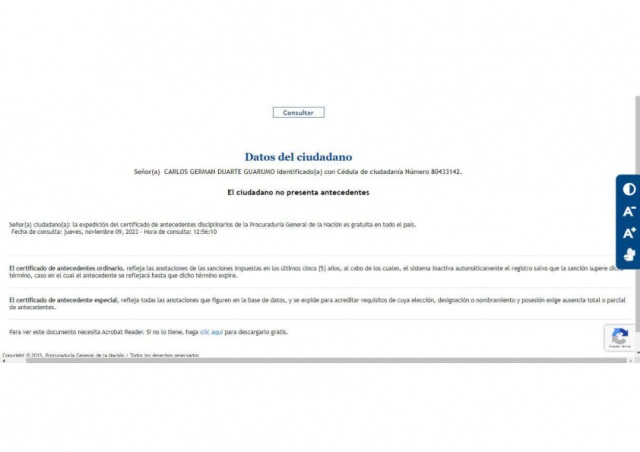 Consultar
Datos del ciudadano
Señor(a) CARLOS GERMAN DUARTE GUARUMO identificado(a) con Cédula de ciudadanía Número 80433142.
El ciudadano no presenta antecedentes
Señor(a) ciudadano(a): la expedición del certificado de antecedentes disciplinarios de la Procuraduría General de la Nación es gratuita en todo el país.
Fecha de consulta: jueves, noviembre 09, 2023 - Hora de consulta: 12:56:10
El certificado de antecedentes ordinario, refleja las anotaciones de las sanciones impuestas en los últimos cinco (5) años, al cabo de los cuales, el sistema inactiva automáticamente el registro salvo que la sanción supere dicho
término, caso en el cual el antecedente se reflejará hasta que dicho término expire.
El certificado de antecedente especial, refleja todas las anotaciones que figuren en la base de datos, y se expide para acreditar requisitos de cuya elección, designación o nombramiento y posesión exige ausencia total o parcial
de antecedentes.
Para ver este documento necesita Acrobat Reader. Si no lo tiene, haga clic aquí para descargarlo gratis.
Copyright © 2015. Procuraduría General de la Nación / Todos los derechos reservados
A-
A+